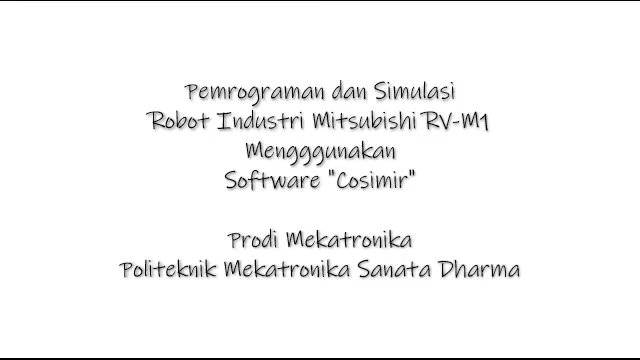 Pemrograman dan Simulasi
Robot Industri Mitsubishi RV-M1
Mengggunakan
Software "Cosimir"
Prodi Mekatronika
Politeknik Mekatronika Sanata Dharma